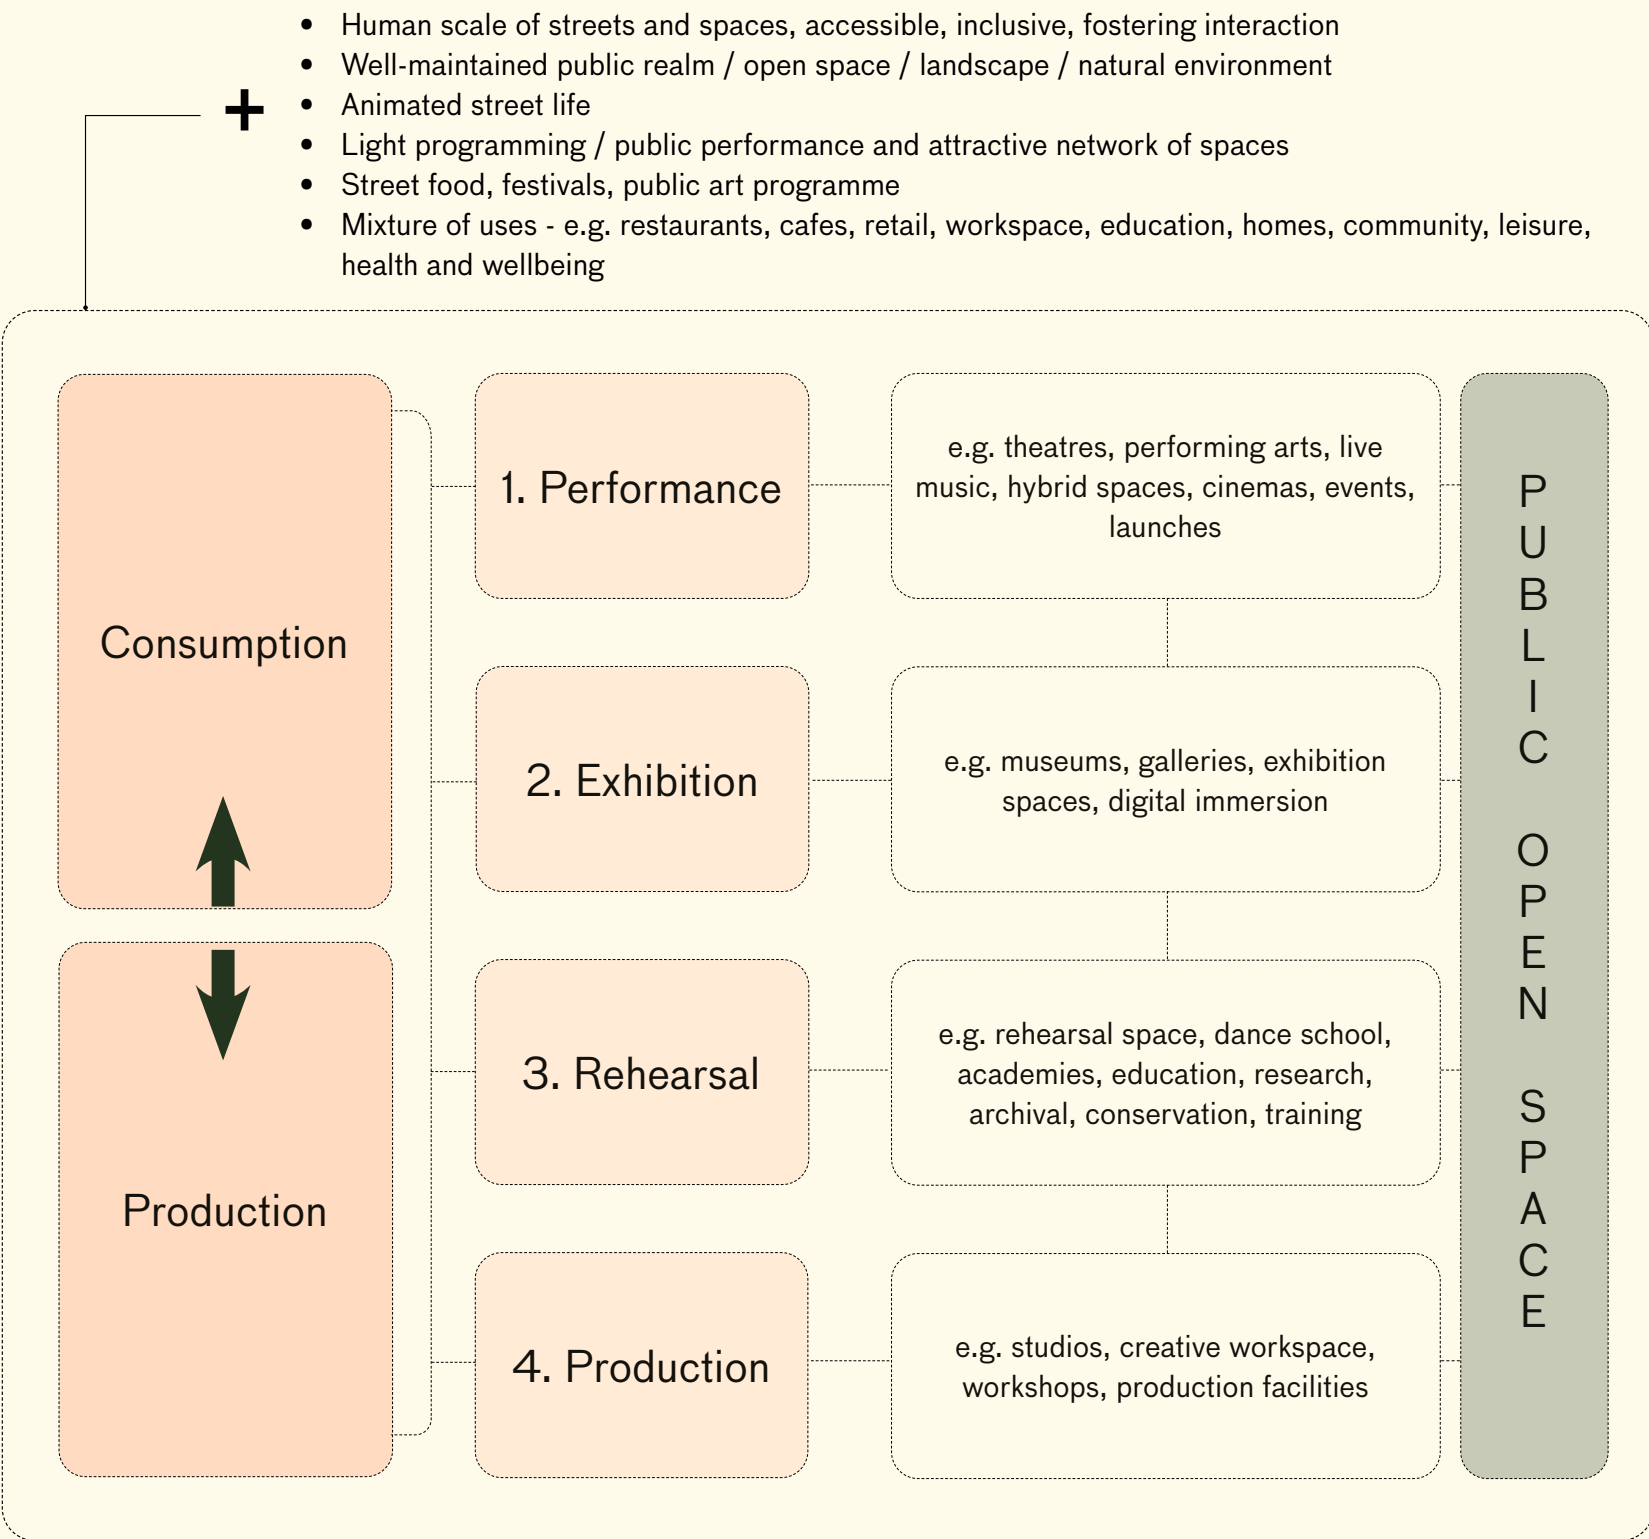 • Human scale of streets and spaces, accessible, inclusive, fostering interaction
• Well-maintained public realm / open space / landscape / natural environment
+
• Animated street life
• Light programming / public performance and attractive network of spaces
• Street food, festivals, public art programme
• Mixture of uses - e.g. restaurants, cafes, retail, workspace, education, homes, community, leisure,
health and wellbeing
Consumption
Production
1. Performance
e.g. theatres, performing arts, live
music, hybrid spaces, cinemas, events,
launches
2. Exhibition
e.g. museums, galleries, exhibition
spaces, digital immersion
3. Rehearsal
e.g. rehearsal space, dance school,
academies, education, research,
archival, conservation, training
4. Production
e.g. studios, creative workspace,
workshops, production facilities
PUBLIC OPEN SPACE